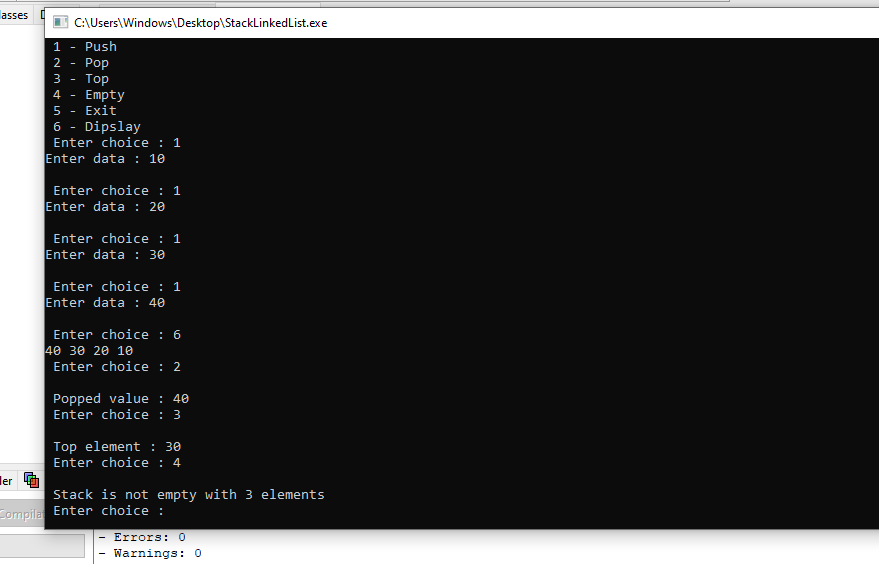 lasses
C:\Users\Windows\Desktop\StackLinkedList.exe
1 - Push
2 - Pop
3 - Top
4 - Empty
5 - Exit
6 - Dipslay
Enter choice : 1
Enter data : 10
Enter choice : 1
Enter data : 20
Enter choice : 1
Enter data : 30
Enter choice : 1
Enter data : 40
Enter choice : 6
40 30 20 10
Enter choice : 2
Popped value : 40
Enter choice : 3
Top element : 30
Enter choice : 4
Stack is not empty with 3 elements
Enter choice :
ler
Compila
- Errors: 0
- Warnings: 0